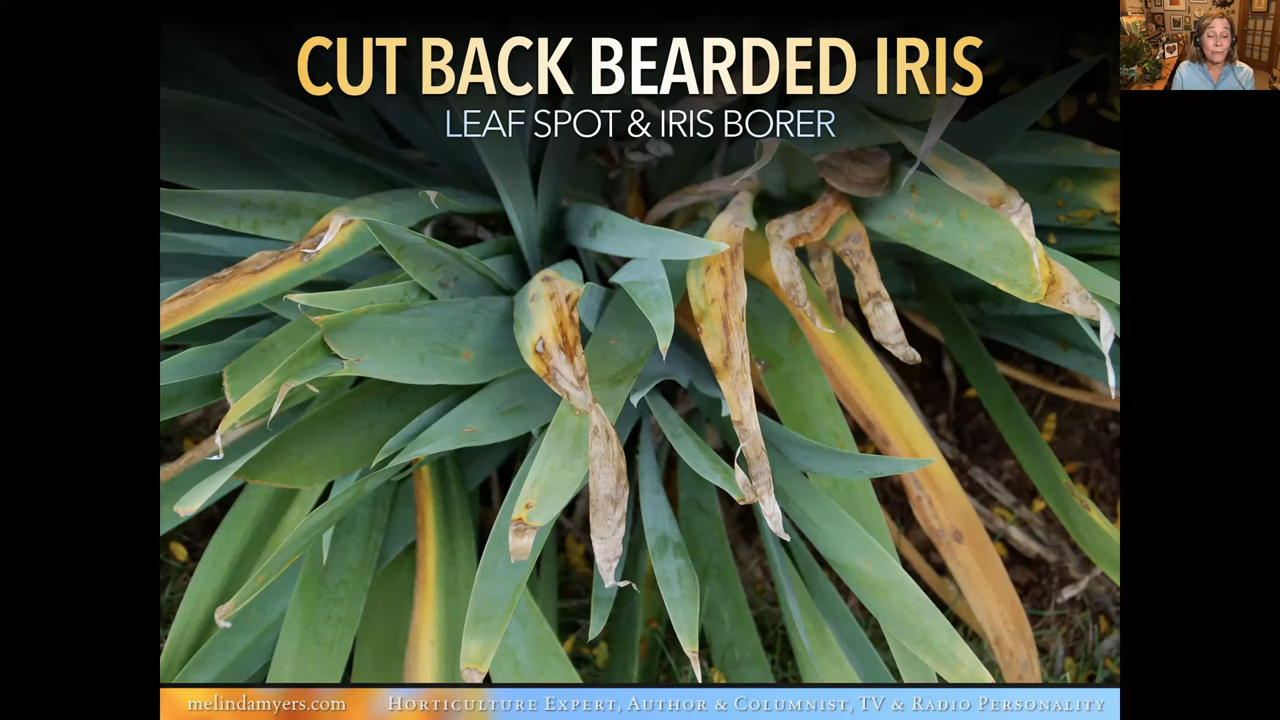 CUT BACK BEARDED IRIS
LEAF SPOT & IRIS BORER
melindamyers.com HORTICULTURE EXPERT, AUTHOR & COLUMNIST, TV & RADIO PERSONALITY